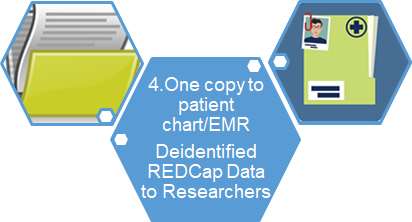 4.One copy to
patient
chart/EMR
Deidentified
REDCap Data
to Researchers